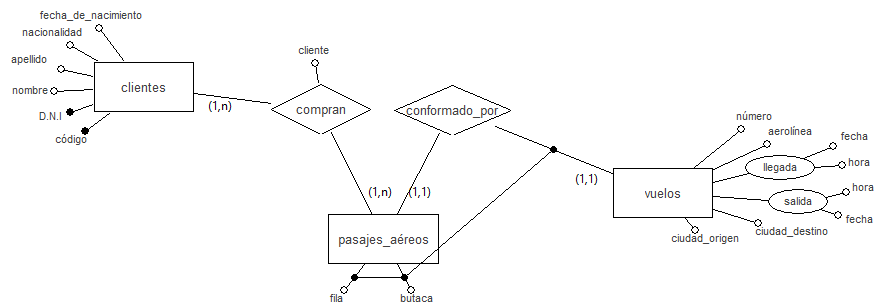 fecha_de_nacimiento
nacionalidad
apellido
nombre
D.N.I
código
clientes
(1,n)
cliente
compran
conformado_por
(1,n)
(1,1)
pasajes_aéreos
fila
butaca
(1,1)
vuelos
número
aerolínea
llegada
fecha
hora
salida
hora
fecha
ciudad_destino
ciudad_origen